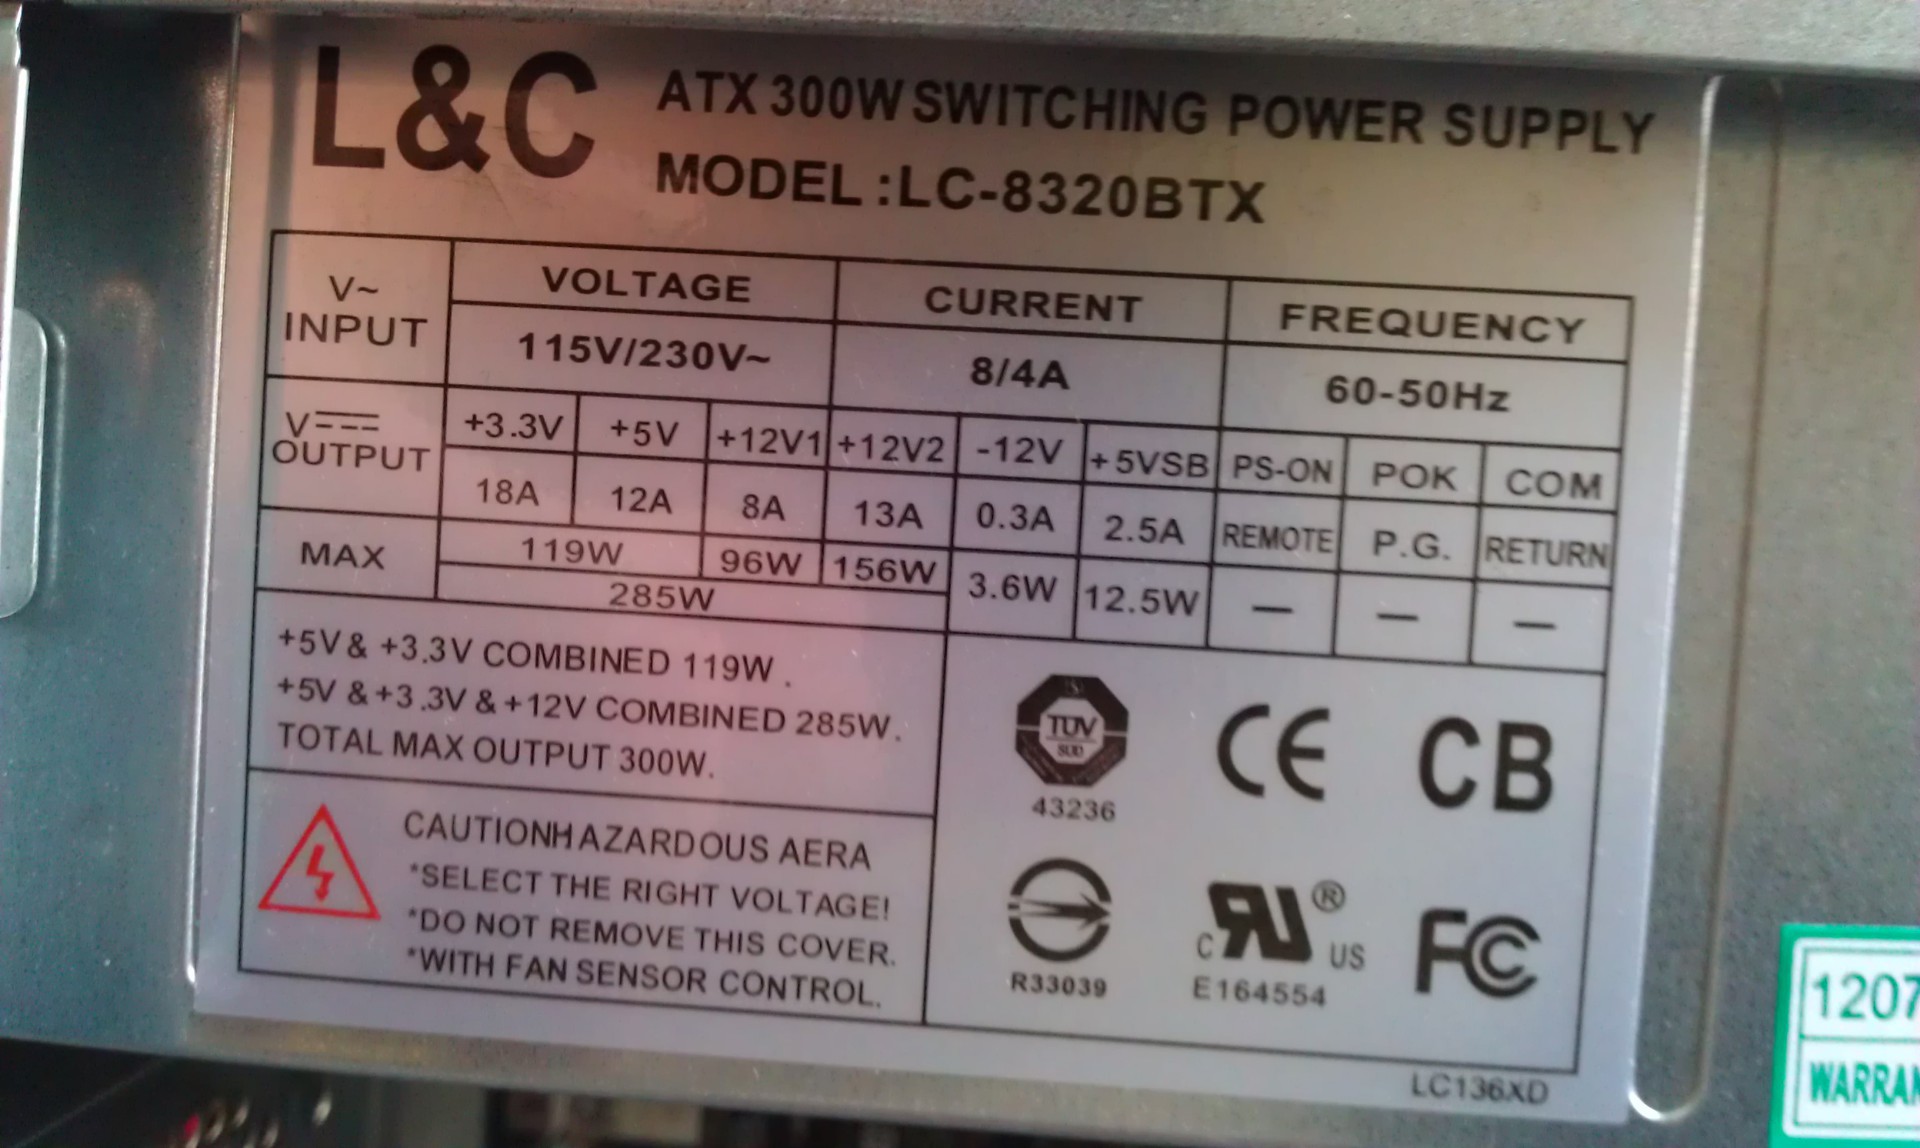 L&C
ATX 300W SWITCHING POWER SUPPLY
MODEL :LC-8320BTX
V~ INPUT
VOLTAGE CURRENT FREQUENCY
115V/230V~ 8/4A 60-50Hz
V OUTPUT
+3.3V +5V +12V1 +12V2 -12V +5VSB PS-ON POK COM
18A 12A 8A 13A 0.3A 2.5A REMOTE P.G. RETURN
MAX 119W 96W 156W 3.6W 12.5W — — —
285W
+5V & +3.3V COMBINED 119W .
+5V & +3.3V & +12V COMBINED 285W.
TOTAL MAX OUTPUT 300W.
CAUTIONHAZARDOUS AERA
*SELECT THE RIGHT VOLTAGE!
*DO NOT REMOVE THIS COVER.
*WITH FAN SENSOR CONTROL.
TÜV
SÜD
43236
CE
CB
R33039
C RU ® US
E164554
FC
LC136XD
1207